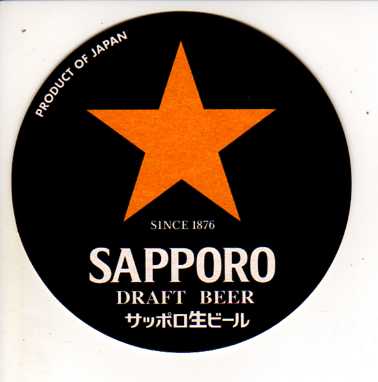 PRODUCT OF JAPAN
SINCE 1876
SAPPORO
DRAFT BEER
サッポロ生ビール